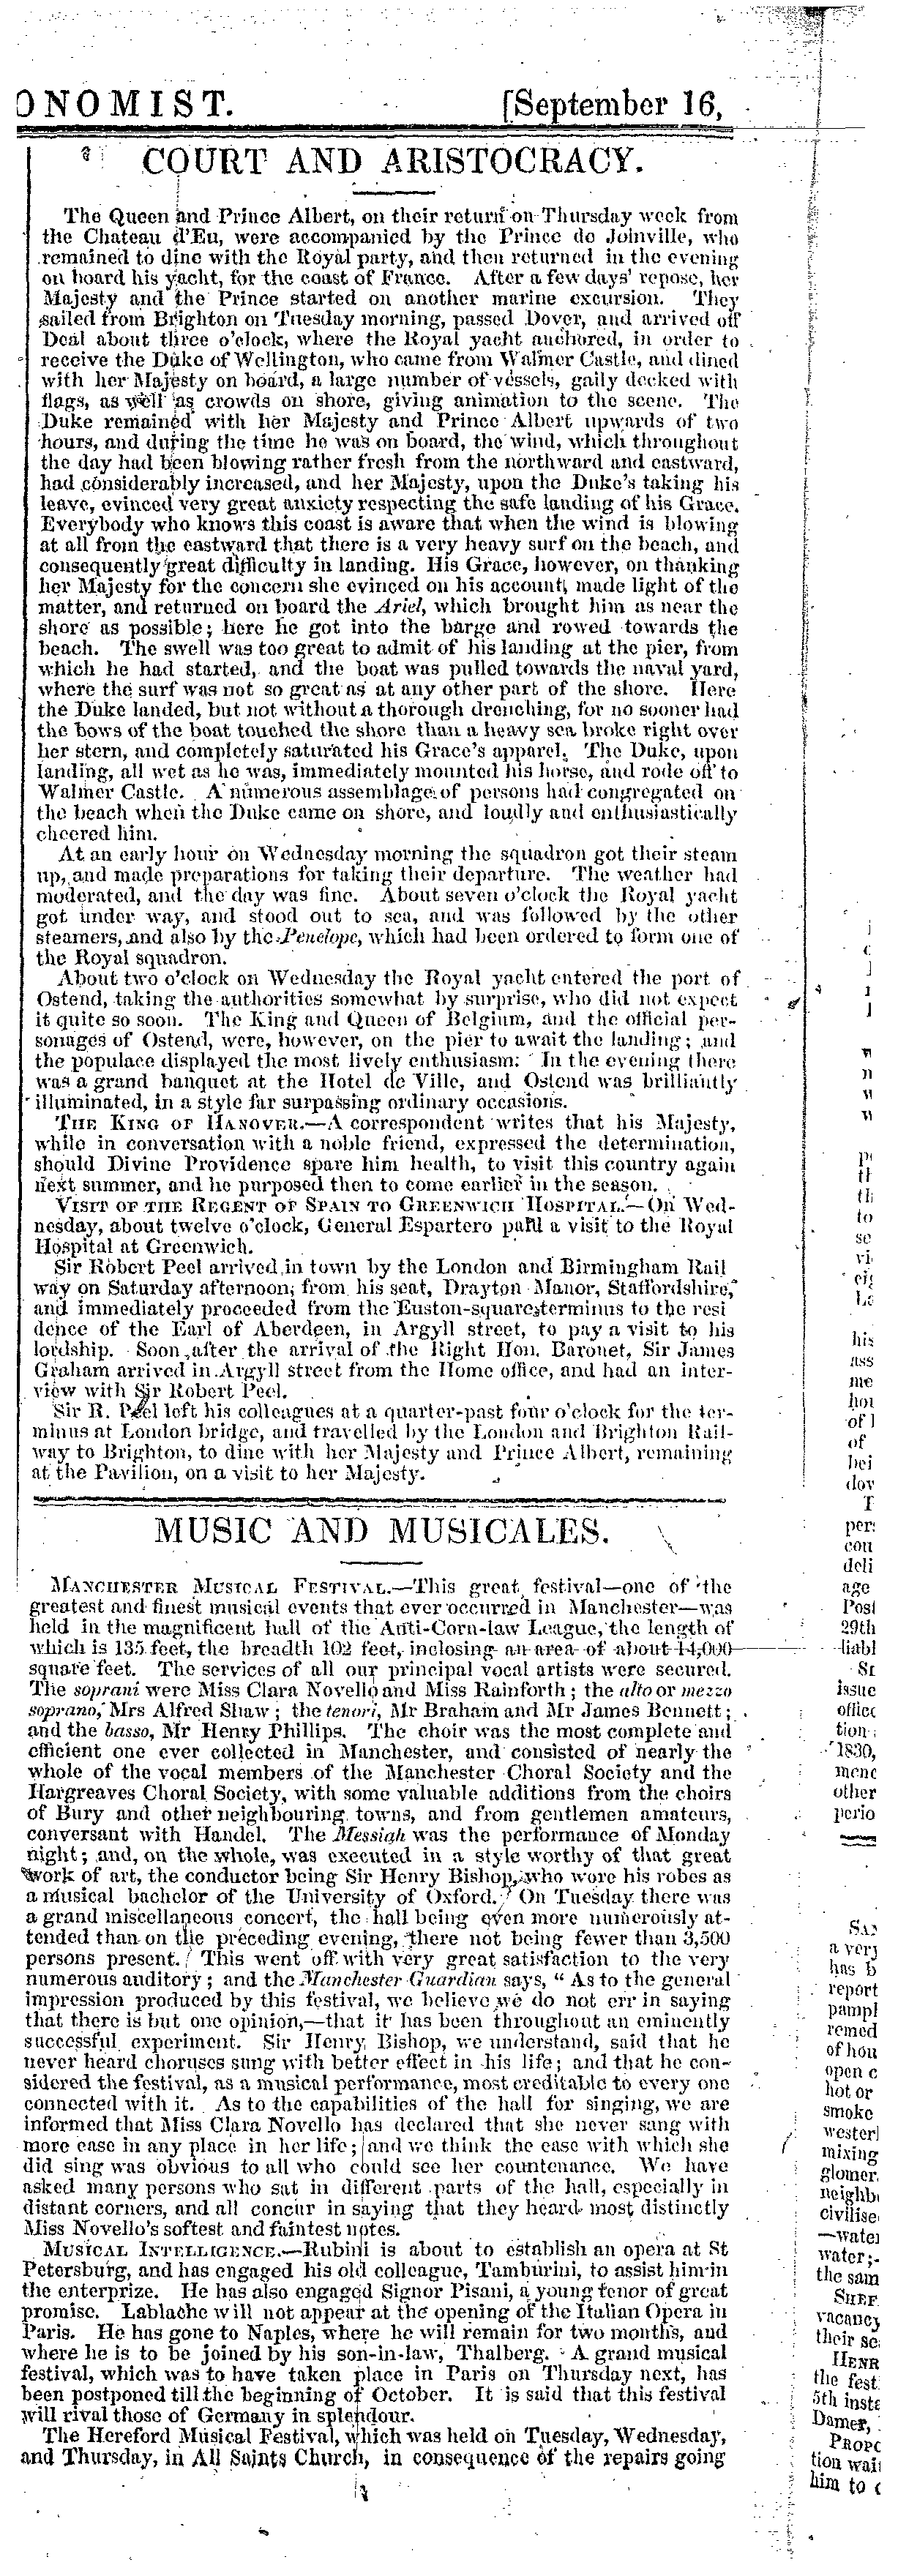 ONOMIST. [September 16,
COURT AND ARISTOCRACY.
The Queen and Prince Albert, on their return on Thursday week from
the Chateau d'Eu, were accompanied by the Prince de Joinville, who
remained to dine with the Royal party, and then returned in the evening
on board his yacht, for the coast of France. After a few days' repose, her
Majesty and the Prince started on another marine excursion. They
sailed from Brighton on Tuesday morning, passed Dover, and arrived off
Deal about three o'clock, where the Royal yacht anchored, in order to
receive the Duke of Wellington, who came from Walmer Castle, and dined
with her Majesty on board, a large number of vessels, gaily decked with
flags, as well as crowds on shore, giving animation to the scene. The
Duke remained with her Majesty and Prince Albert upwards of two
hours, and during the time he was on board, the wind, which throughout
the day had been blowing rather fresh from the northward and eastward,
had considerably increased, and her Majesty, upon the Duke's taking his
leave, evinced very great anxiety respecting the safe landing of his Grace.
Everybody who knows this coast is aware that when the wind is blowing
at all from the eastward that there is a very heavy surf on the beach, and
consequently great difficulty in landing. His Grace, however, on thanking
her Majesty for the concern she evinced on his account, made light of the
matter, and returned on board the Ariel, which brought him as near the
shore as possible; here he got into the barge and rowed towards the
beach. The swell was too great to admit of his landing at the pier, from
which he had started, and the boat was pulled towards the naval yard,
where the surf was not so great as at any other part of the shore. Here
the Duke landed, but not without a thorough drenching, for no sooner had
the bows of the boat touched the shore than a heavy sea broke right over
her stern, and completely saturated his Grace's apparel. The Duke, upon
landing, all wet as he was, immediately mounted his horse, and rode off to
Walmer Castle. A numerous assemblage of persons had congregated on
the beach when the Duke came on shore, and loudly and enthusiastically
cheered him.
At an early hour on Wednesday morning the squadron got their steam
up, and made preparations for taking their departure. The weather had
moderated, and the day was fine. About seven o'clock the Royal yacht
got under way, and stood out to sea, and was followed by the other
steamers, and also by the Penelope, which had been ordered to form one of
the Royal squadron.
About two o'clock on Wednesday the Royal yacht entered the port of
Ostend, taking the authorities somewhat by surprise, who did not expect
it quite so soon. The King and Queen of Belgium, and the official per-
sonages of Ostend, were, however, on the pier to await the landing; and
the populace displayed the most lively enthusiasm. In the evening there
was a grand banquet at the Hotel de Ville, and Ostend was brilliantly
illuminated, in a style far surpassing ordinary occasions.
THE KING OF HANOVER.—A correspondent writes that his Majesty,
while in conversation with a noble friend, expressed the determination,
should Divine Providence spare him health, to visit this country again
next summer, and he purposed then to come earlier in the season.
VISIT OF THE REGENT OF SPAIN TO GREENWICH HOSPITAL.—On Wed-
nesday, about twelve o'clock, General Espartero paid a visit to the Royal
Hospital at Greenwich.
Sir Robert Peel arrived in town by the London and Birmingham Rail
way on Saturday afternoon, from his seat, Drayton Manor, Staffordshire,
and immediately proceeded from the Euston-square terminus to the resi
dence of the Earl of Aberdeen, in Argyll street, to pay a visit to his
lordship. Soon after the arrival of the Right Hon. Baronet, Sir James
Graham arrived in Argyll street from the Home office, and had an inter-
view with Sir Robert Peel.
Sir R. Peel left his colleagues at a quarter-past four o'clock for the ter-
minus at London bridge, and travelled by the London and Brighton Rail-
way to Brighton, to dine with her Majesty and Prince Albert, remaining
at the Pavilion, on a visit to her Majesty.
MUSIC AND MUSICALES.
MANCHESTER MUSICAL FESTIVAL.—This great festival—one of the
greatest and finest musical events that ever occurred in Manchester—was
held in the magnificent hall of the Anti-Corn-law League, the length of
which is 135 feet, the breadth 102 feet, inclosing an area of about 14,000
square feet. The services of all our principal vocal artists were secured.
The soprani were Miss Clara Novello and Miss Rainforth; the alto or mezzo
soprano, Mrs Alfred Shaw; the tenori, Mr Braham and Mr James Bennett;
and the basso, Mr Henry Phillips. The choir was the most complete and
efficient one ever collected in Manchester, and consisted of nearly the
whole of the vocal members of the Manchester Choral Society and the
Hargreaves Choral Society, with some valuable additions from the choirs
of Bury and other neighbouring towns, and from gentlemen amateurs,
conversant with Handel. The Messiah was the performance of Monday
night; and, on the whole, was executed in a style worthy of that great
work of art, the conductor being Sir Henry Bishop, who wore his robes as
a musical bachelor of the University of Oxford. On Tuesday there was
a grand miscellaneous concert, the hall being even more numerously at-
tended than on the preceding evening, there not being fewer than 3,500
persons present. This went off with very great satisfaction to the very
numerous auditory; and the Manchester Guardian says, "As to the general
impression produced by this festival, we believe we do not err in saying
that there is but one opinion,—that it has been throughout an eminently
successful experiment. Sir Henry Bishop, we understand, said that he
never heard choruses sung with better effect in his life; and that he con-
sidered the festival, as a musical performance, most creditable to every one
connected with it. As to the capabilities of the hall for singing, we are
informed that Miss Clara Novello has declared that she never sang with
more ease in any place in her life; and we think the ease with which she
did sing was obvious to all who could see her countenance. We have
asked many persons who sat in different parts of the hall, especially in
distant corners, and all concur in saying that they heard most distinctly
Miss Novello's softest and faintest notes.
MUSICAL INTELLIGENCE.—Rubini is about to establish an opera at St
Petersburg, and has engaged his old colleague, Tamburini, to assist him in
the enterprize. He has also engaged Signor Pisani, a young tenor of great
promise. Lablache will not appear at the opening of the Italian Opera in
Paris. He has gone to Naples, where he will remain for two months, and
where he is to be joined by his son-in-law, Thalberg. A grand musical
festival, which was to have taken place in Paris on Thursday next, has
been postponed till the beginning of October. It is said that this festival
will rival those of Germany in splendour.
The Hereford Musical Festival, which was held on Tuesday, Wednesday,
and Thursday, in All Saints Church, in consequence of the repairs going
his
ass
me
hou
of
bei
dov
T
per
con
deli
age
Post
29th
liabl
issue
office
tion
1830,
menc
other
perio
a very
has b
report
pampl
remed
of hou
open c
hot or
smoke
westerl
mixing
glomer
neighb
civilise
—water
water;
the sam
SHER
vacancy
their se
HENR
the fest
5th inst
Damer,
PROPO
tion wai
him to